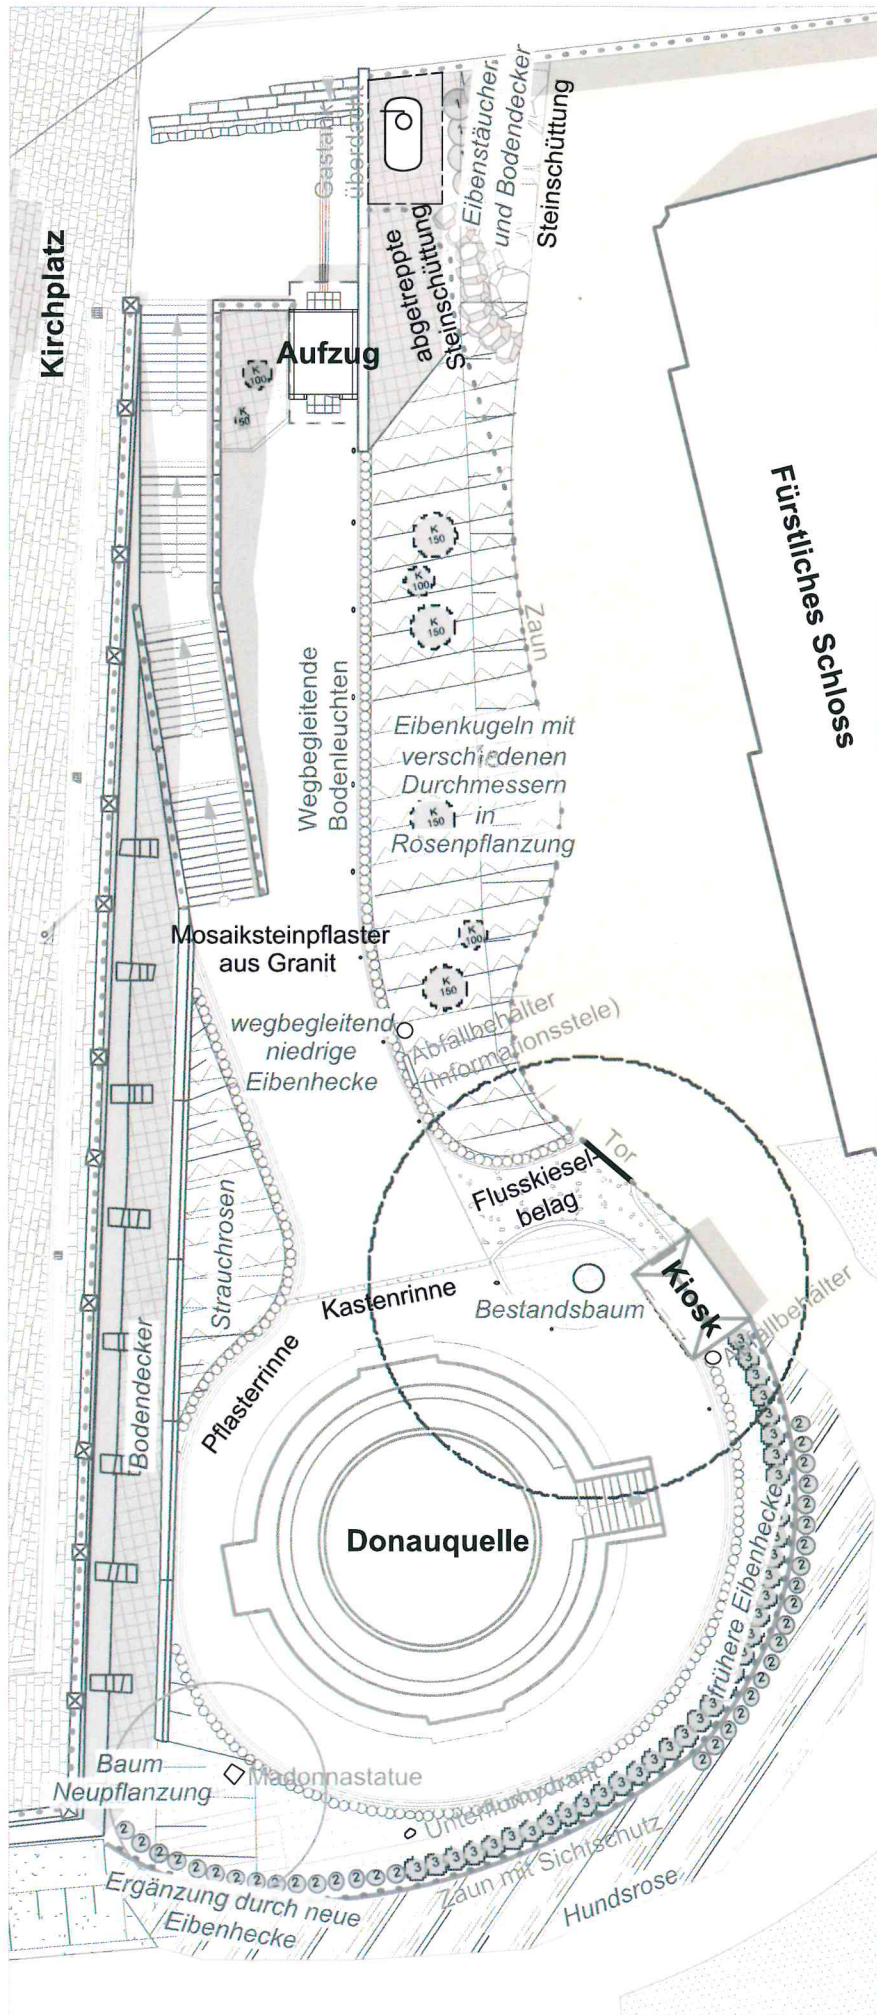 Kirchplatz
Gastank
überdacht
Eibenstäucher
und Bodendecker
Steinschüttung
abgetreppte
Steinschüttung
Aufzug
K
100
K
50
Fürstliches Schloss
K
150
K
100
K
150
Zaun
Wegbegleitende
Bodenleuchten
Eibenkugeln mit
verschiedenen
Durchmessern
in
Rosenpflanzung
K
150
K
100
K
150
Mosaiksteinpflaster
aus Granit
wegbegleitend
niedrige
Eibenhecke
Abfallbehälter
(Informationsstele)
Tor
Flusskiesel-
belag
Strauchrosen
Kastenrinne
Bestandsbaum
Kiosk
Abfallbehälter
Pflasterrinne
Bodendecker
Donauquelle
frühere Eibenhecke
Baum
Neupflanzung
Madonnastatue
Unterflurhydrant
Zaun mit Sichtschutz
Hundsrose
Ergänzung durch neue
Eibenhecke